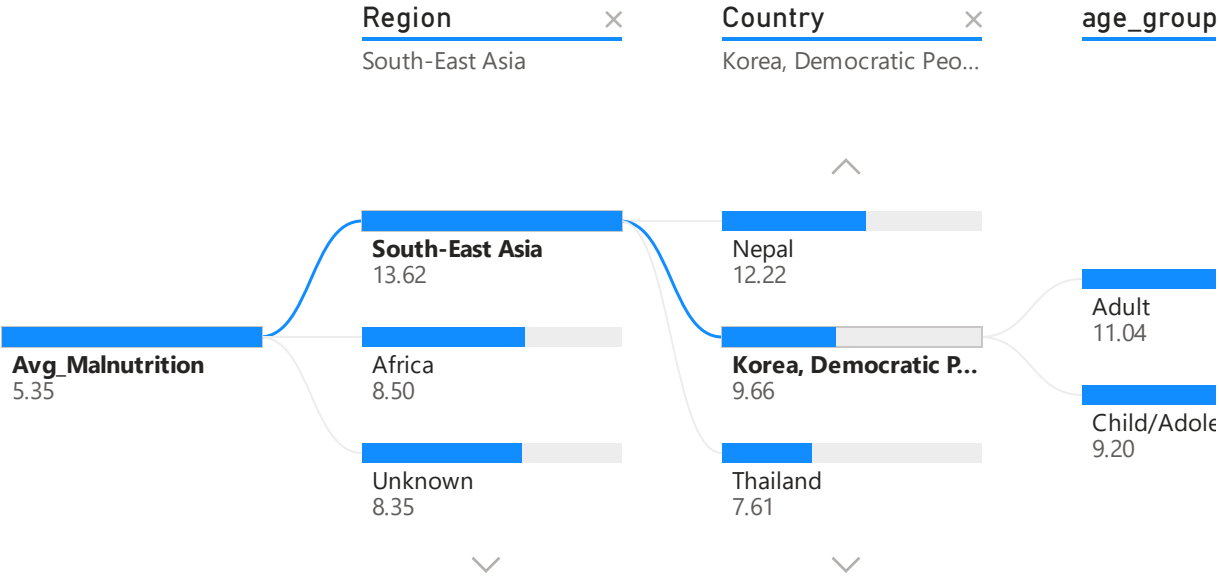 Region
South-East Asia
Country
Korea, Democratic Peo...
age_group
Avg_Malnutrition
5.35
South-East Asia
13.62
Africa
8.50
Unknown
8.35
Nepal
12.22
Korea, Democratic P...
9.66
Thailand
7.61
Adult
11.04
Child/Adole
9.20